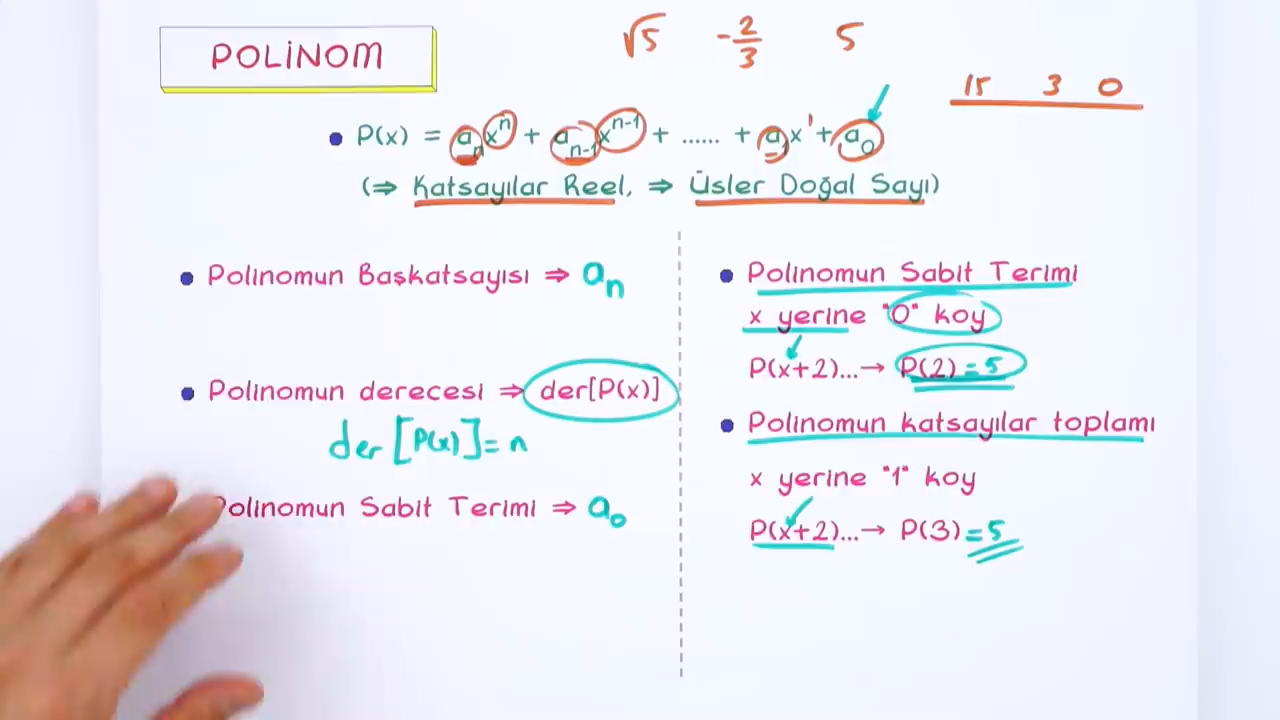 POLİNOM
√5 -2/3 5
15 3 0
P(x) = aₙxⁿ + aₙ₋₁xⁿ⁻¹ + ...... + a₁x¹ + a₀
(⇒ Katsayılar Reel, ⇒ Üsler Doğal Sayı)
Polinomun Başkatsayısı ⇒ aₙ
Polinomun derecesi ⇒ der[P(x)]
der [P(x)] = n
Polinomun Sabit Terimi ⇒ a₀
Polinomun Sabit Terimi
x yerine "0" koy
P(x+2)...→ P(2) = 5
Polinomun katsayılar toplamı
x yerine "1" koy
P(x+2)...→ P(3) = 5